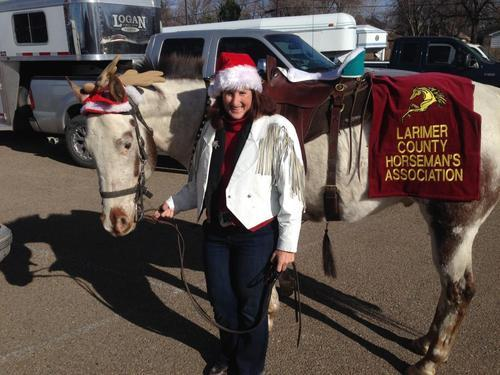 LOGAN
LARIMER
COUNTY
HORSEMAN'S
ASSOCIATION